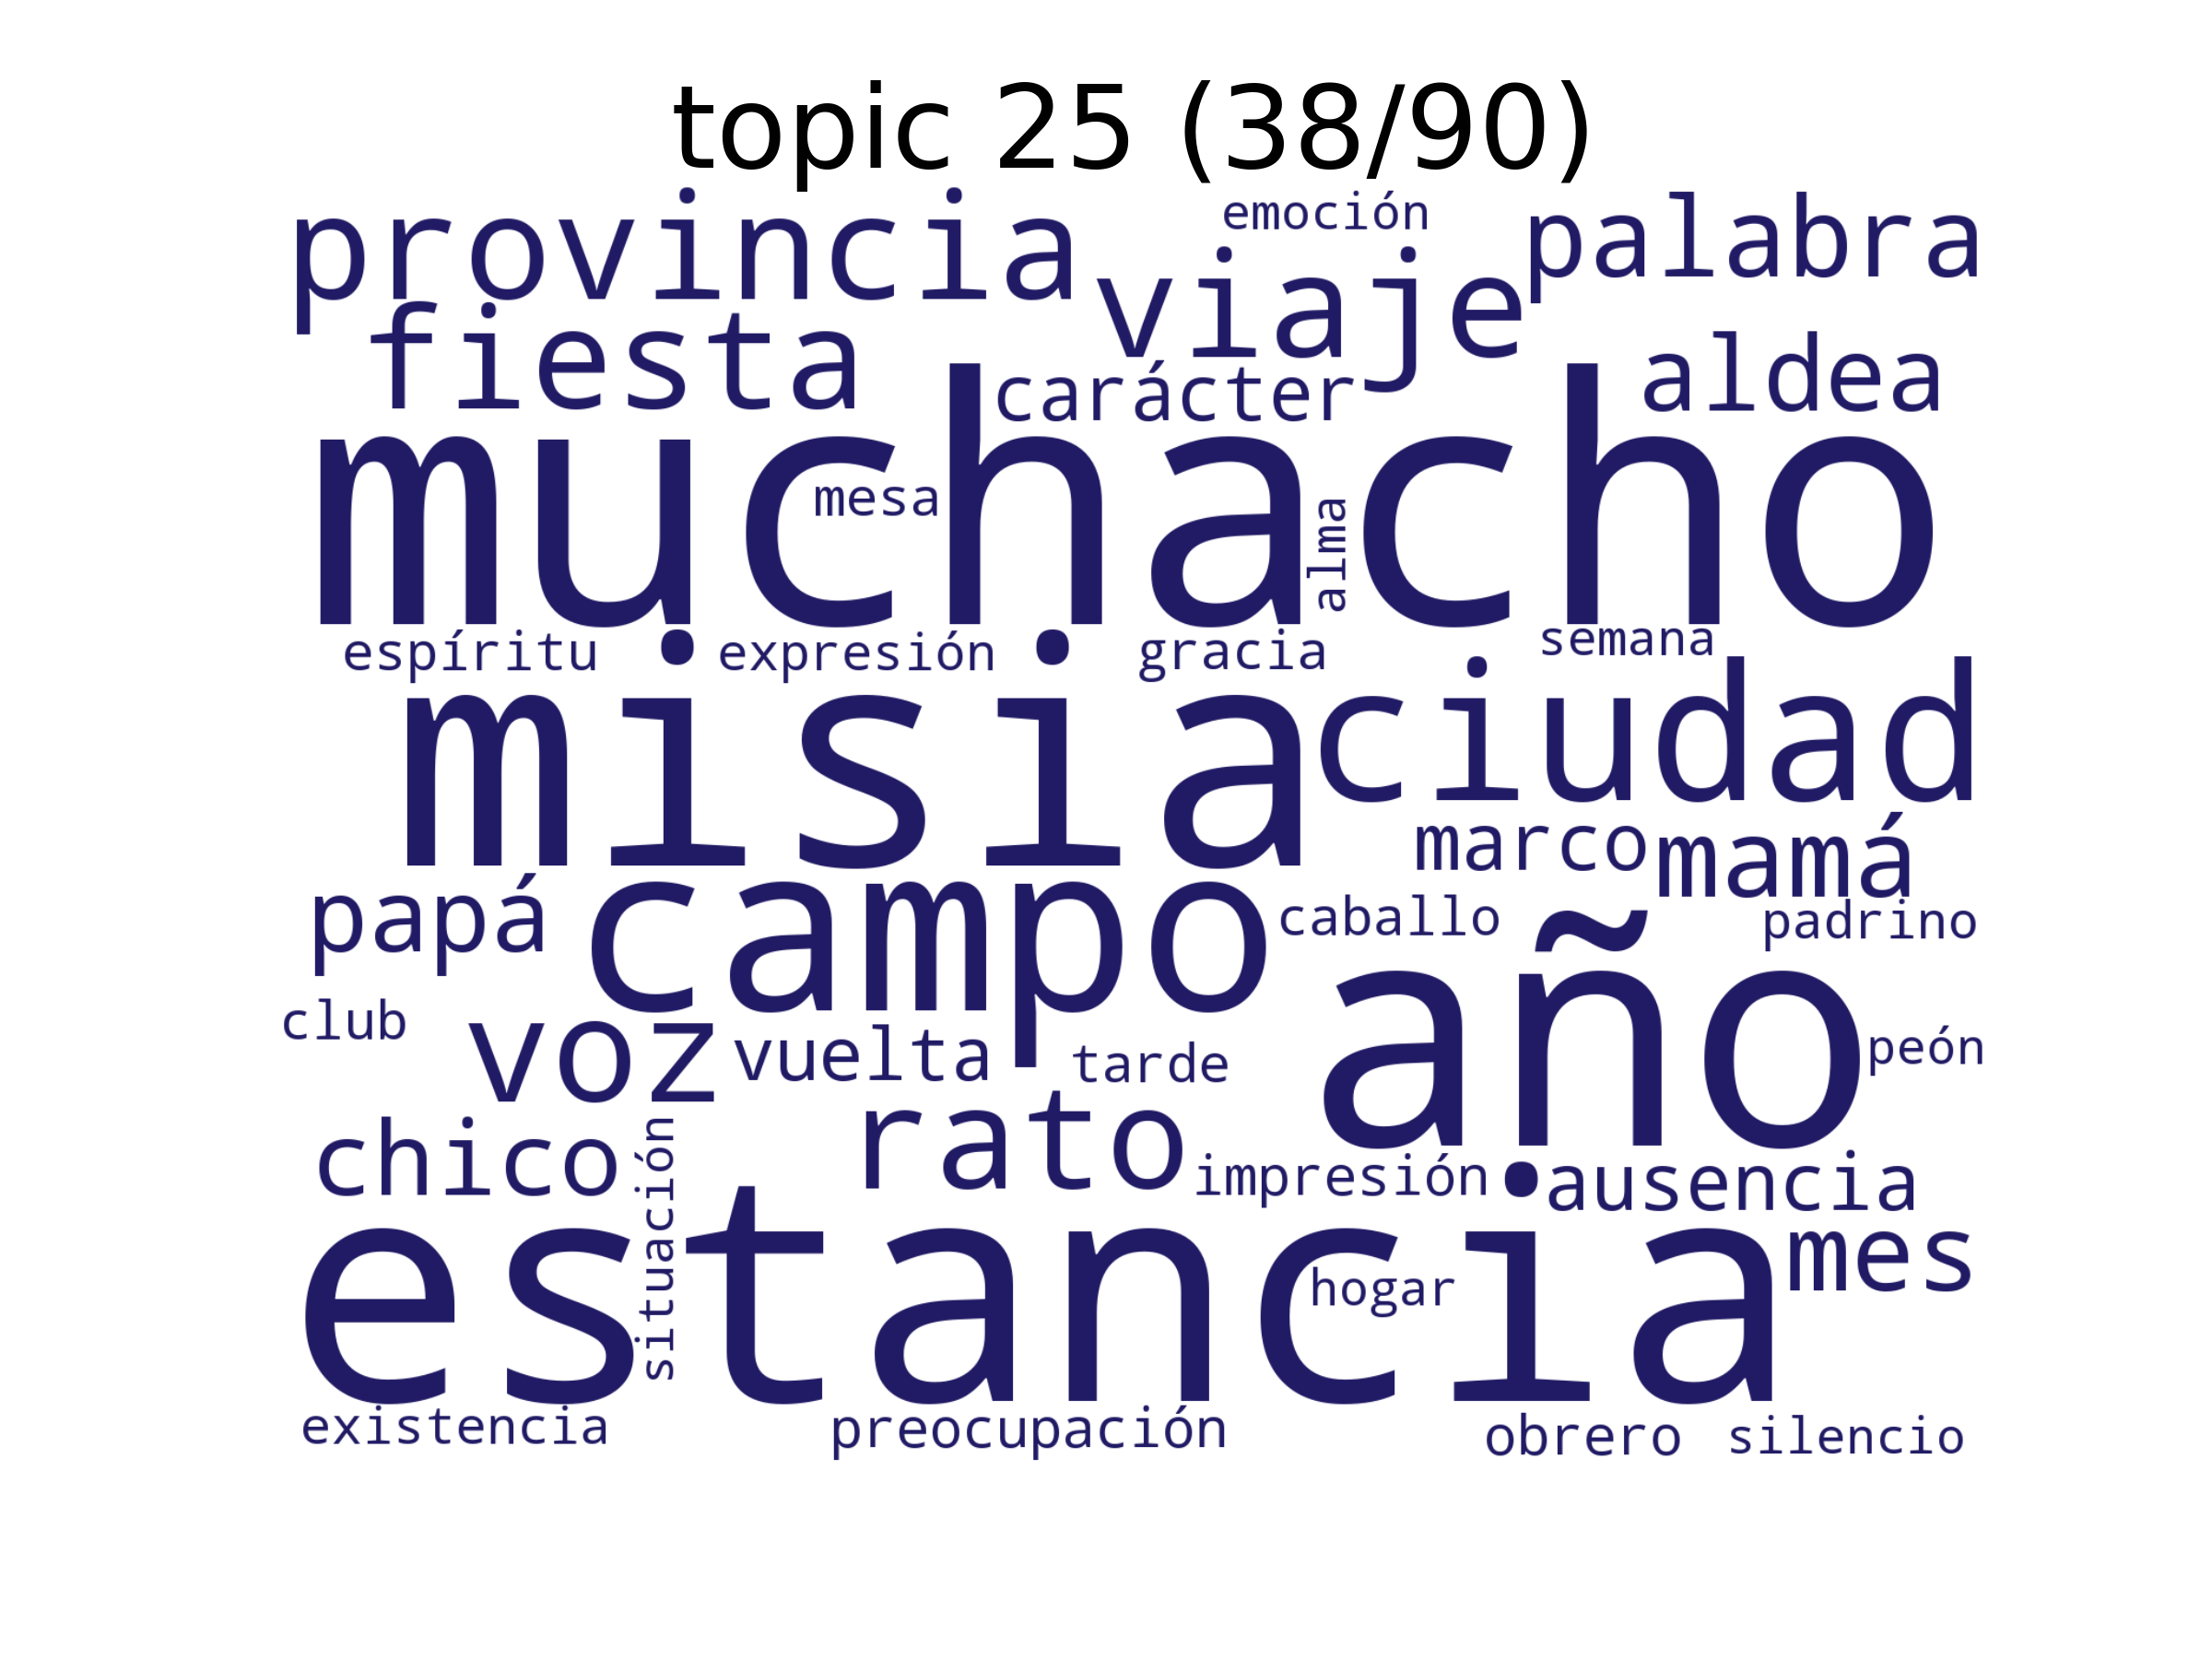 topic 25 (38/90)
emoción
provincia
palabra
viaje
fiesta
aldea
carácter
muchacho
mesa
alma
espíritu
expresión
gracia
semana
misia
ciudad
marco
mamá
papá
campo
caballo
padrino
año
club
voz
vuelta
tarde
peón
chico
rato
situación
impresión
ausencia
estancia
mes
hogar
existencia
preocupación
obrero
silencio